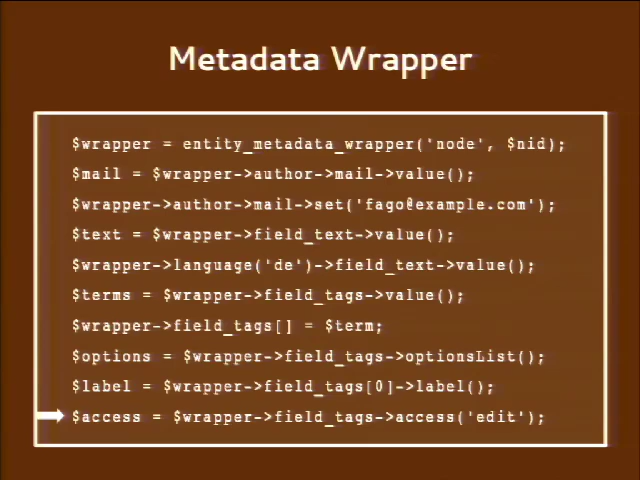 Metadata Wrapper
$wrapper = entity_metadata_wrapper('node', $nid);
$mail = $wrapper->author->mail->value();
$wrapper->author->mail->set('fago@example.com');
$text = $wrapper->field_text->value();
$wrapper->language('de')->field_text->value();
$terms = $wrapper->field_tags->value();
$wrapper->field_tags[] = $term;
$options = $wrapper->field_tags->optionsList();
$label = $wrapper->field_tags[0]->label();
$access = $wrapper->field_tags->access('edit');